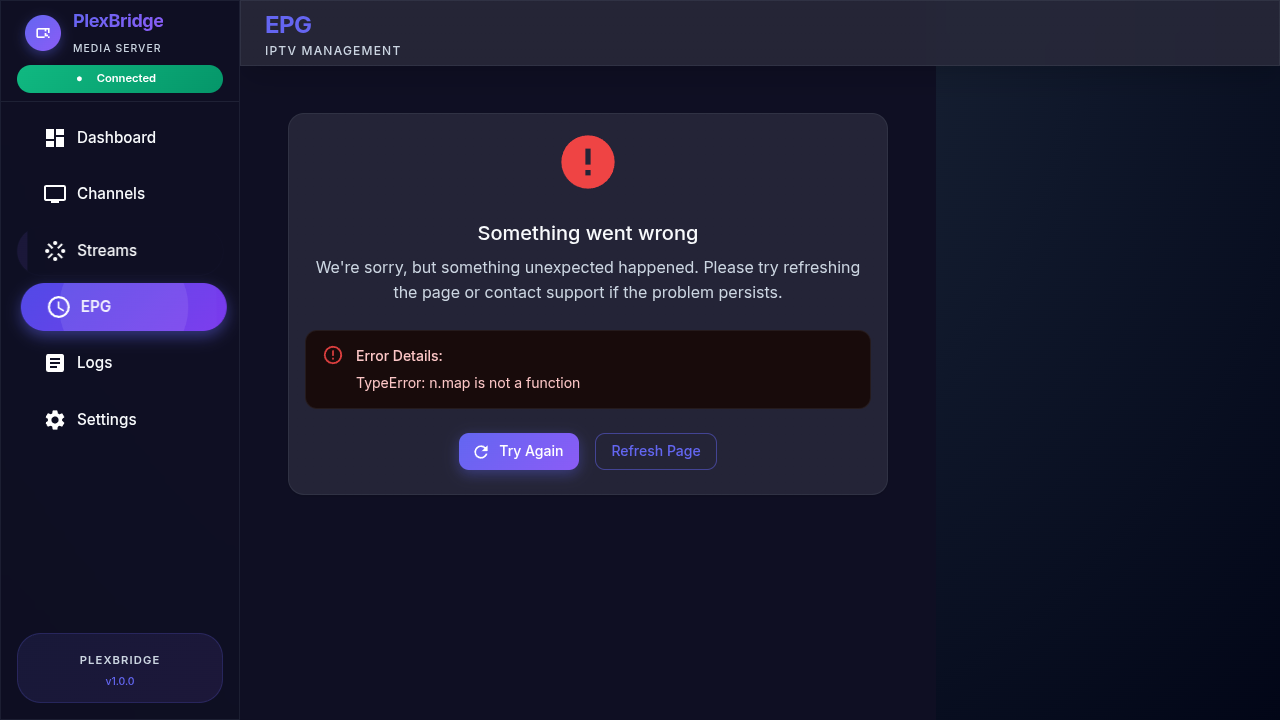 PlexBridge
MEDIA SERVER
Connected
Dashboard
Channels
Streams
EPG
Logs
Settings
PLEXBRIDGE
v1.0.0
EPG
IPTV MANAGEMENT
Something went wrong
We're sorry, but something unexpected happened. Please try refreshing
the page or contact support if the problem persists.
Error Details:
TypeError: n.map is not a function
Try Again
Refresh Page